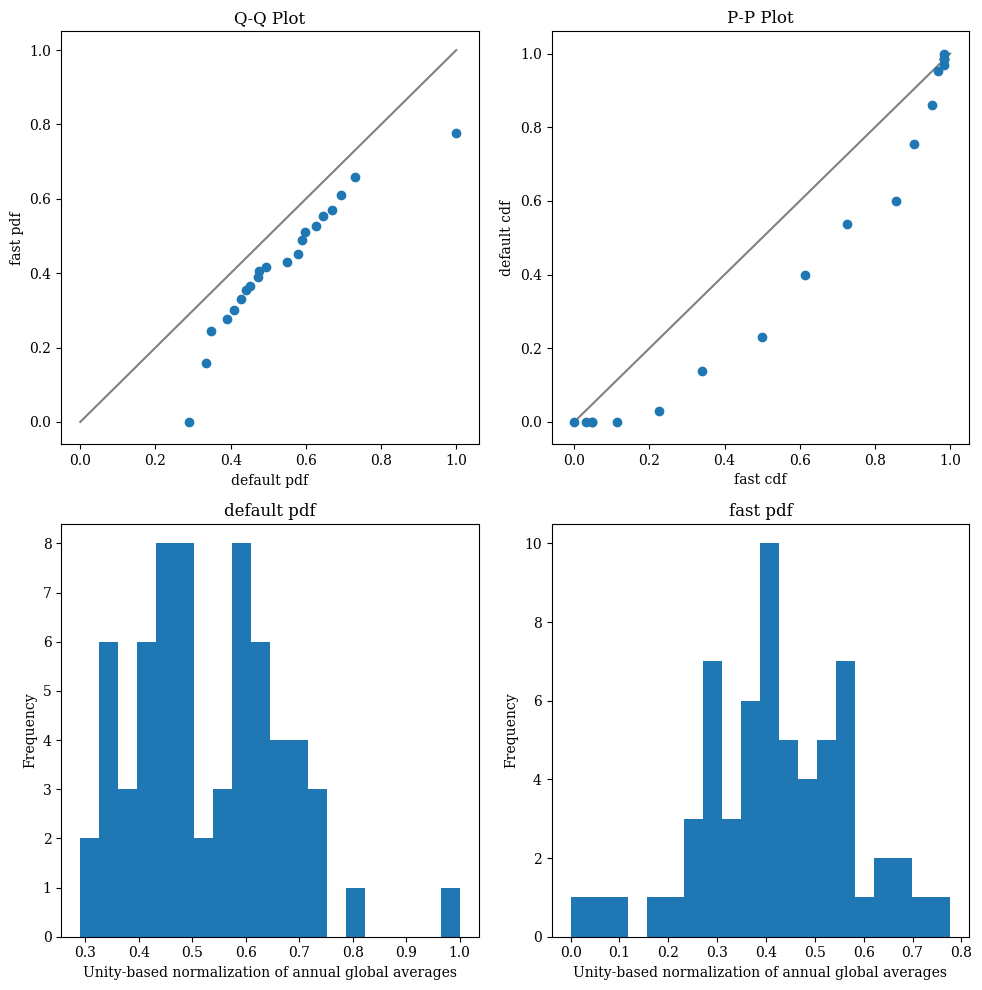 Q-Q Plot
1.0
0.8
0.6
0.4
0.2
0.0
fast pdf
0.0 0.2 0.4 0.6 0.8 1.0
default pdf
P-P Plot
1.0
0.8
0.6
0.4
0.2
0.0
default cdf
0.0 0.2 0.4 0.6 0.8 1.0
fast cdf
default pdf
8
7
6
5
4
3
2
1
0
Frequency
0.3 0.4 0.5 0.6 0.7 0.8 0.9 1.0
Unity-based normalization of annual global averages
fast pdf
10
8
6
4
2
0
Frequency
0.0 0.1 0.2 0.3 0.4 0.5 0.6 0.7 0.8
Unity-based normalization of annual global averages